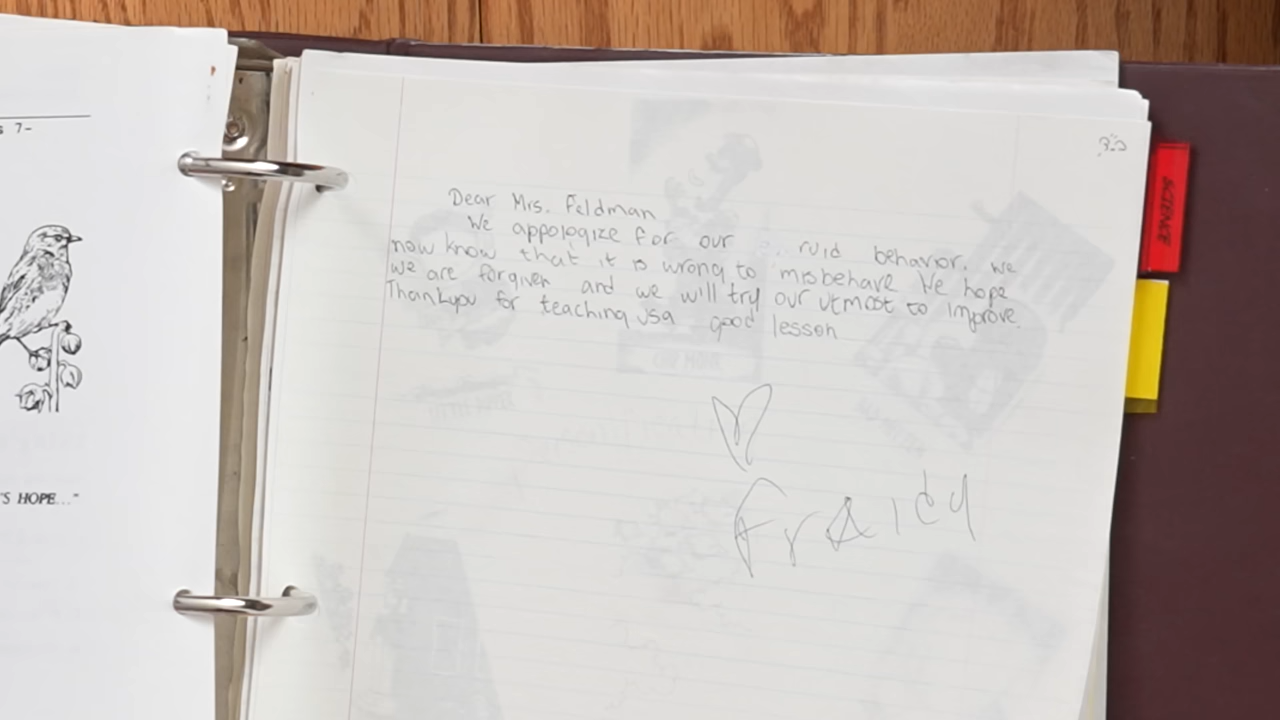 s 7-
'S HOPE..."
ב״ה
Dear Mrs. Feldman
We appologize for our ruid behavior. we
now know that it is wrong to misbehave We hope
we are forgiven and we will try our utmost to improve.
Thankyou for teaching usa good lesson
Fraidy
SCIENCE